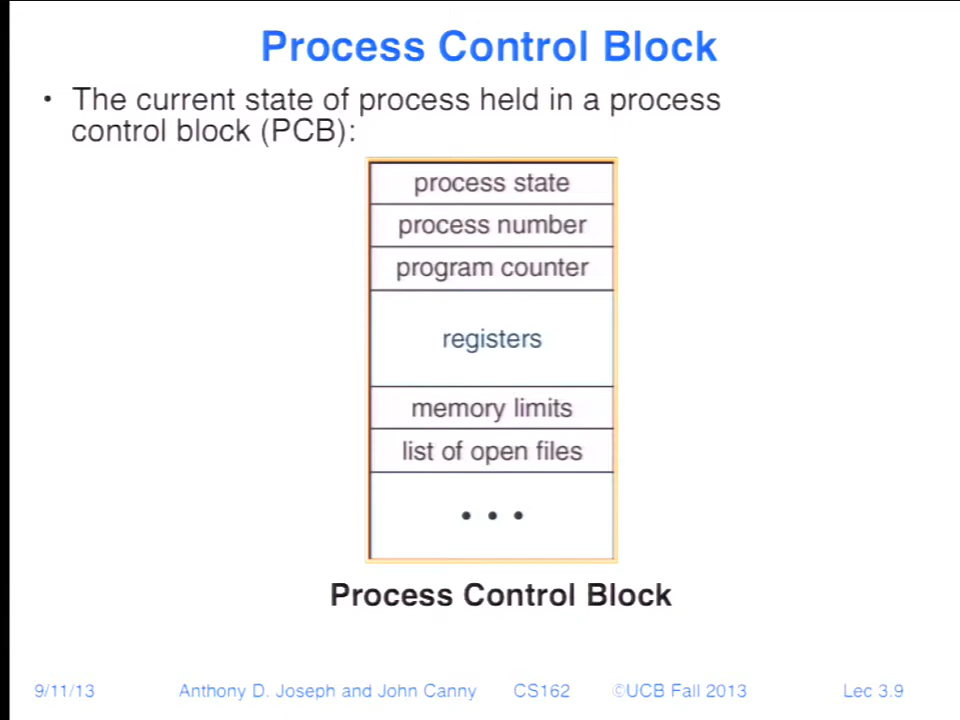 Process Control Block
• The current state of process held in a process
control block (PCB):
process state
process number
program counter
registers
memory limits
list of open files
• • •
Process Control Block
9/11/13 Anthony D. Joseph and John Canny CS162 ©UCB Fall 2013 Lec 3.9